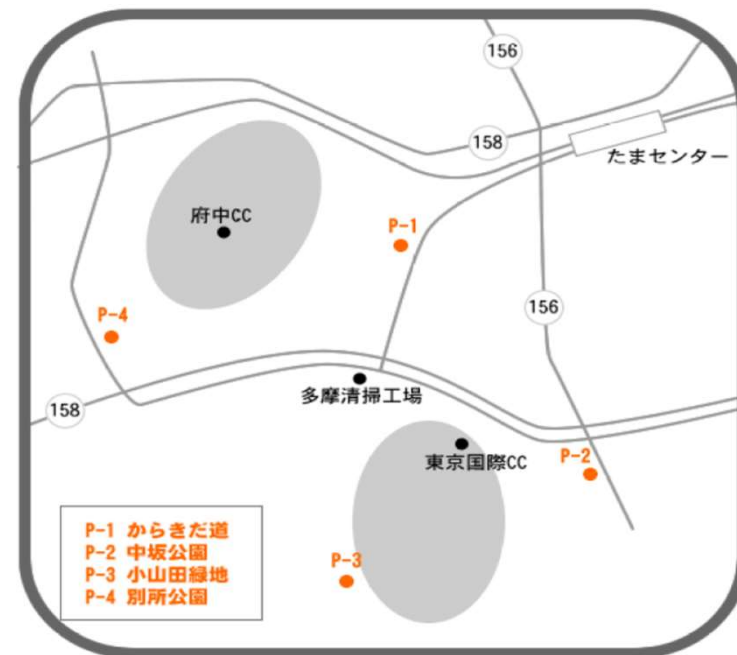 156
158
たまセンター
府中CC
P-1
156
P-4
多摩清掃工場
158
東京国際CC
P-2
P-3
P-1 からきだ道
P-2 中坂公園
P-3 小山田緑地
P-4 別所公園